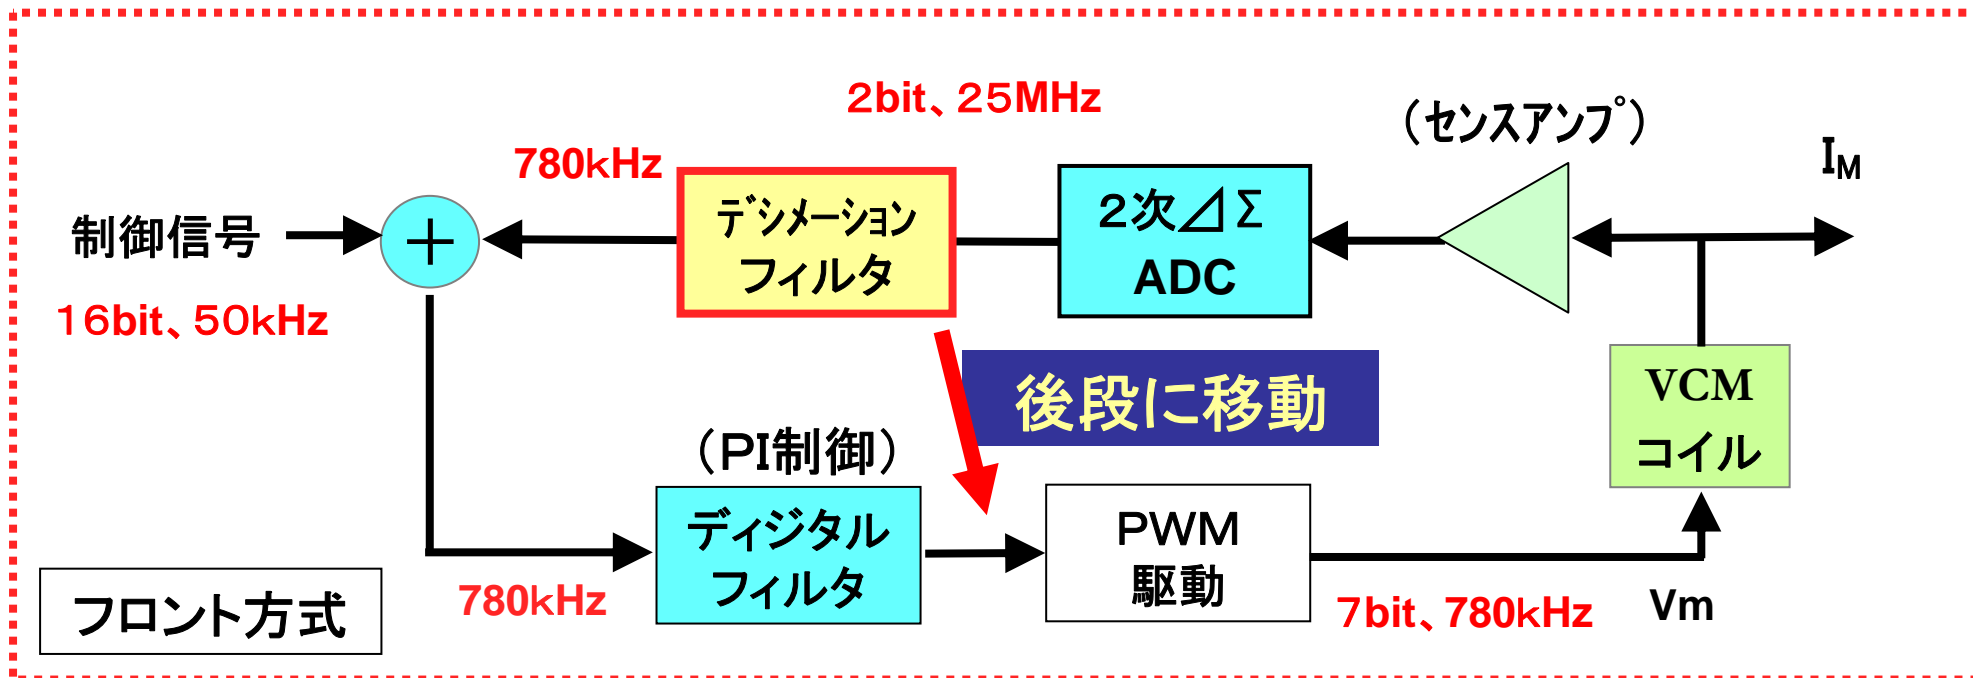 ２bit、２５MHz
（センスアンプ）
780kHz
IM
デシメーション
フィルタ
２次⊿Σ
ADC
制御信号
＋
１６bit、５０kHz
後段に移動
VCM
コイル
（ＰＩ制御）
ディジタル
フィルタ
ＰＷＭ
駆動
780kHz
7bit、780kHz
Vm
フロント方式